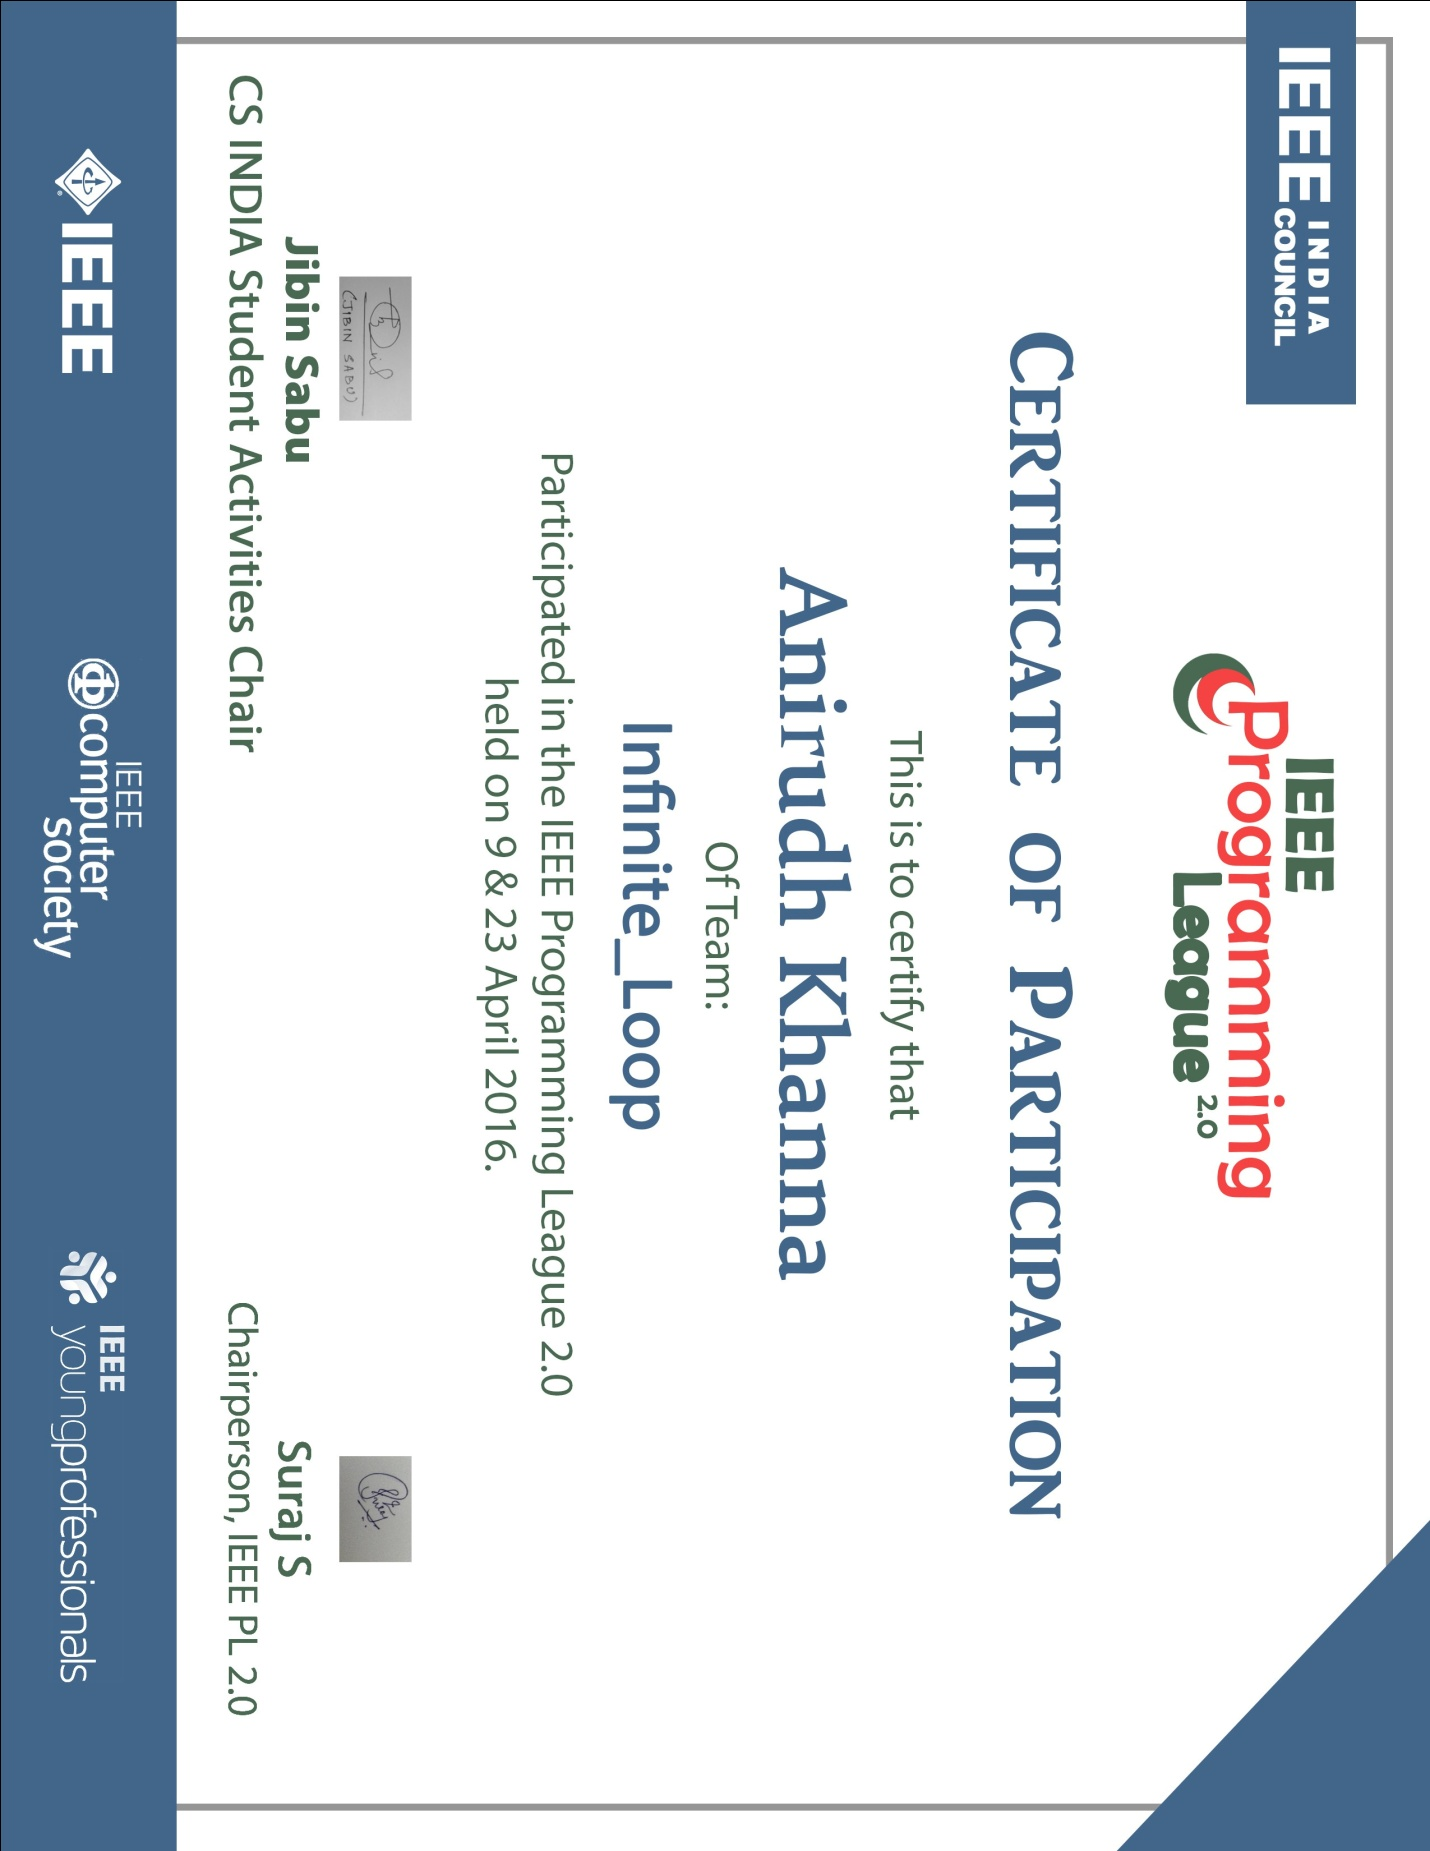 IEEE INDIA
COUNCIL
IEEE
Programming
League 2.0
CERTIFICATE OF PARTICIPATION
This is to certify that
Anirudh Khanna
Of Team:
Infinite_Loop
Participated in the IEEE Programming League 2.0
held on 9 & 23 April 2016.
(JIBIN SABU)
Jibin Sabu
CS INDIA Student Activities Chair
Suraj S
Chairperson, IEEE PL 2.0
IEEE
IEEE
computer
society
IEEE
youngprofessionals